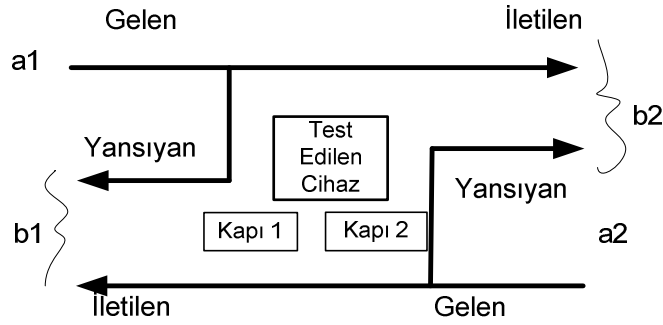 Gelen
İletilen
a1
b2
Test
Edilen
Cihaz
Yansıyan
Yansıyan
b1
Kapı 1
Kapı 2
a2
İletilen
Gelen